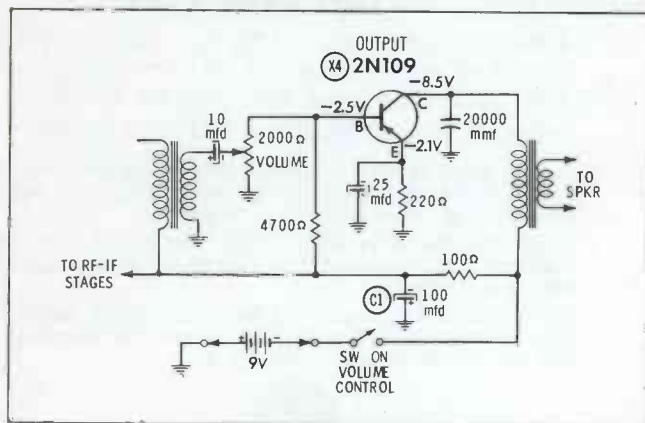 OUTPUT
X4 2N109
-8.5V
C
-2.5V
B
E
-2.1V
10
mfd
2000Ω
VOLUME
20000
mmf
25
mfd
220Ω
4700Ω
TO
SPKR
TO RF-IF
STAGES
100Ω
C1
100
mfd
+ -
9V
SW ON
VOLUME
CONTROL